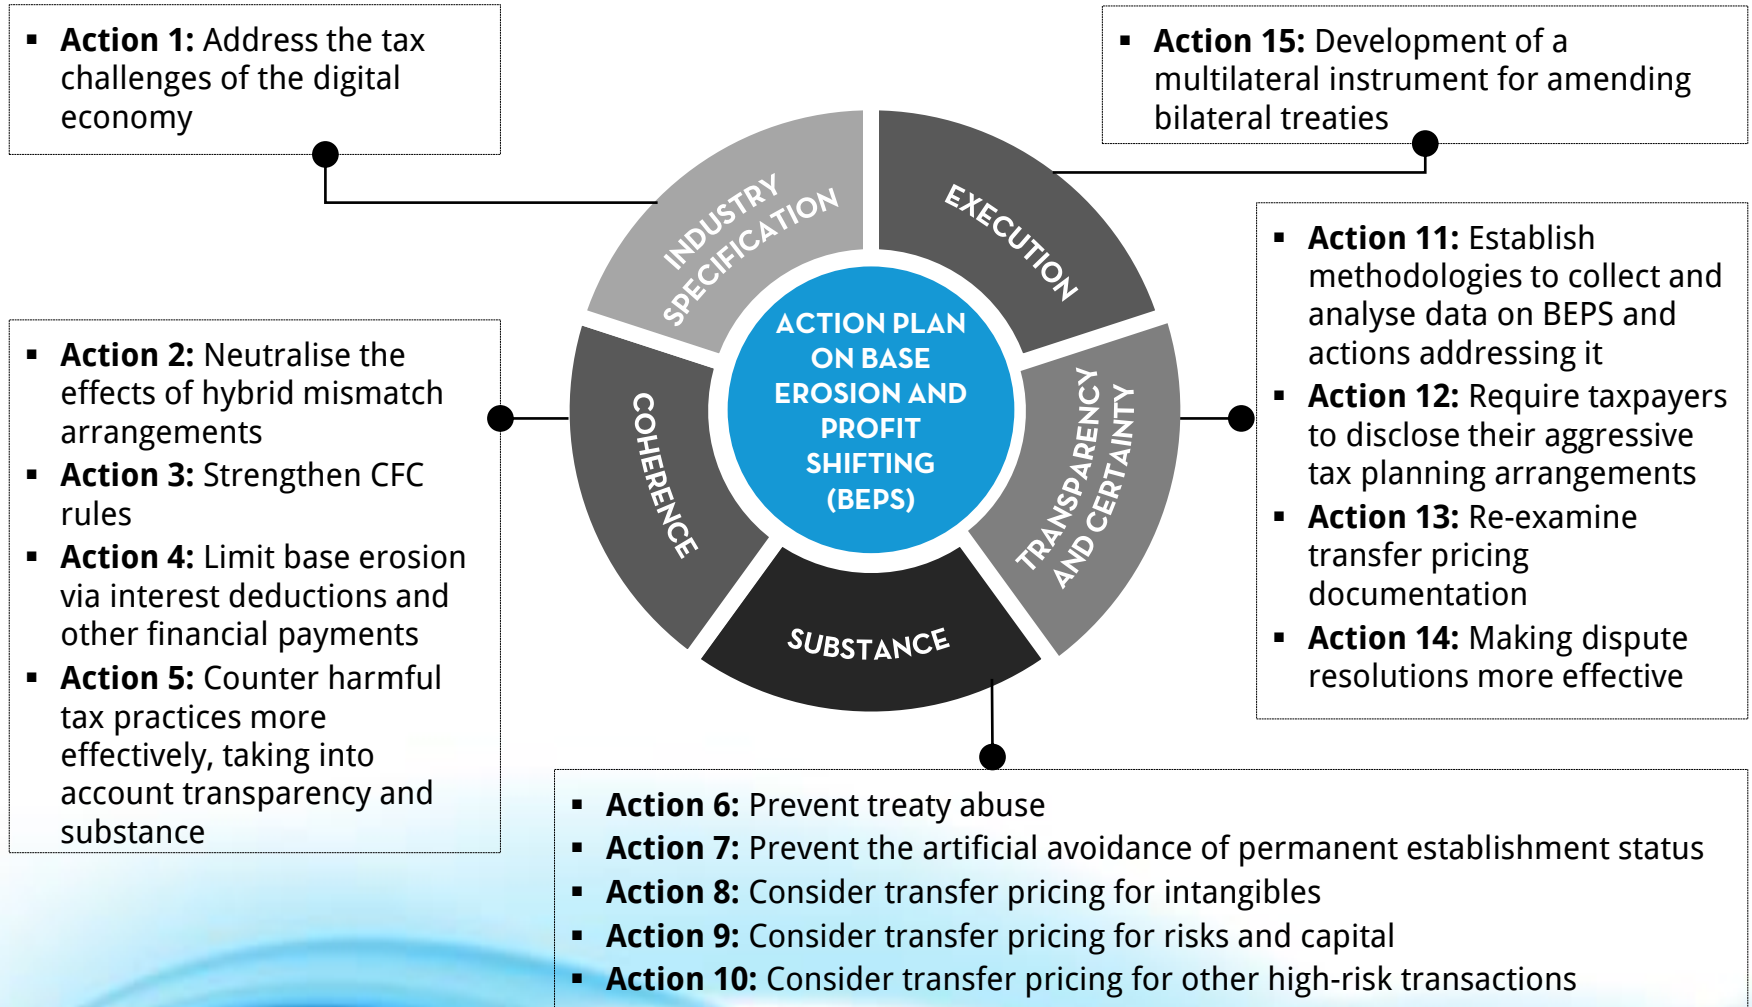 ▪ Action 1: Address the tax
challenges of the digital
economy
▪ Action 15: Development of a
multilateral instrument for amending
bilateral treaties
INDUSTRY
SPECIFICATION
EXECUTION
▪ Action 11: Establish
methodologies to collect and
analyse data on BEPS and
actions addressing it
▪ Action 12: Require taxpayers
to disclose their aggressive
tax planning arrangements
▪ Action 13: Re-examine
transfer pricing
documentation
▪ Action 14: Making dispute
resolutions more effective
ACTION PLAN
ON BASE
EROSION AND
PROFIT
SHIFTING
(BEPS)
▪ Action 2: Neutralise the
effects of hybrid mismatch
arrangements
▪ Action 3: Strengthen CFC
rules
▪ Action 4: Limit base erosion
via interest deductions and
other financial payments
▪ Action 5: Counter harmful
tax practices more
effectively, taking into
account transparency and
substance
COHERENCE
TRANSPARENCY
AND CERTAINTY
SUBSTANCE
▪ Action 6: Prevent treaty abuse
▪ Action 7: Prevent the artificial avoidance of permanent establishment status
▪ Action 8: Consider transfer pricing for intangibles
▪ Action 9: Consider transfer pricing for risks and capital
▪ Action 10: Consider transfer pricing for other high-risk transactions